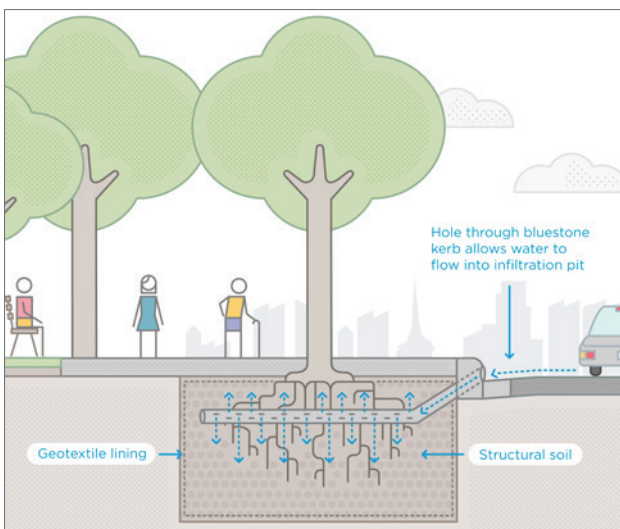 Hole through bluestone
kerb allows water to
flow into infiltration pit
Geotextile lining
Structural soil